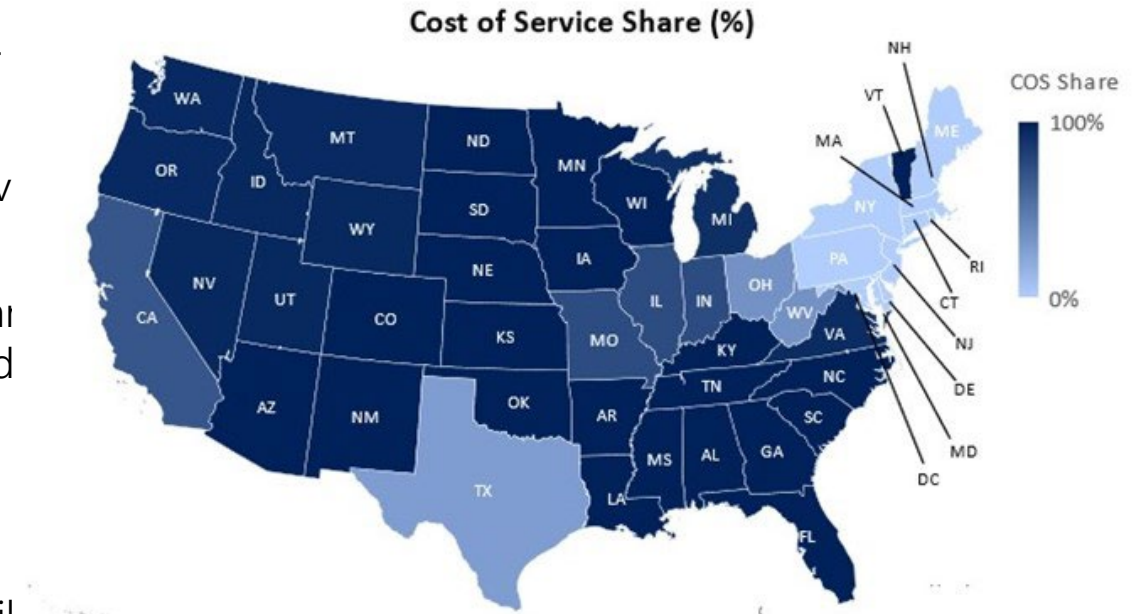 Cost of Service Share (%)
NH
COS Share
VT
100%
WA
ME
MT
ND
MA
MN
OR
ID
WI
SD
MI
NY
WY
PA
IA
RI
NE
NV
OH
UT
IL
IN
0%
CT
CA
CO
WV
VA
KS
MO
NJ
KY
NC
TN
DE
AZ
OK
NM
AR
SC
GA
MD
AL
MS
DC
TX
LA
FL